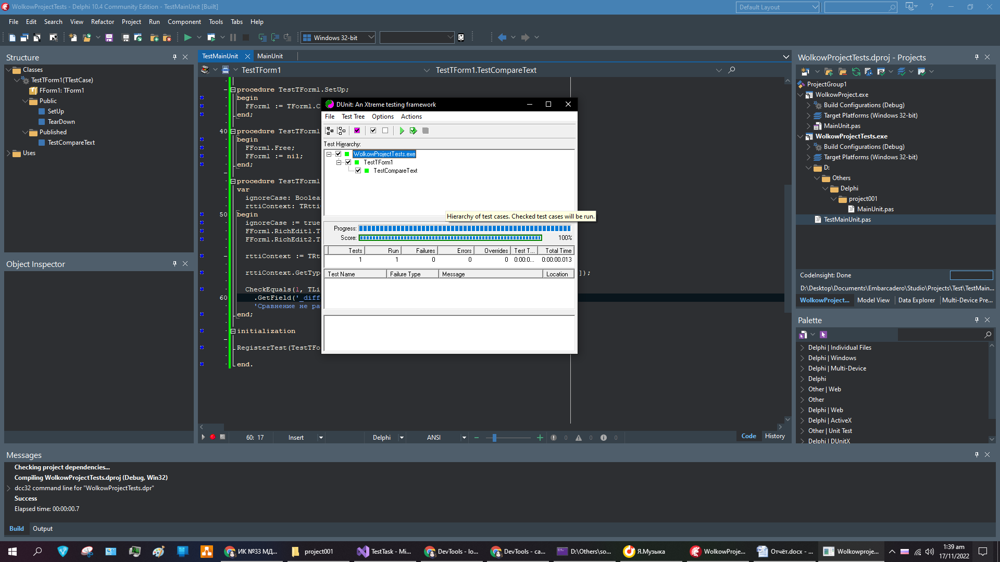 WolkowProjectTests - Delphi 10.4 Community Edition - TestMainUnit [Built]
Default Layout
File Edit Search View Refactor Project Run Component Tools Tabs Help
Windows 32-bit
Structure
Classes
TestTForm1(TTestCase)
FForm1: TForm1
Public
SetUp
TearDown
Published
TestCompareText
Uses
Object Inspector
TestMainUnit
MainUnit
TestTForm1
TestTForm1.TestCompareText
procedure TestTForm1.SetUp;
begin
FForm1 := TForm1.C
end;
40 procedure TestTForm1
begin
FForm1.Free;
FForm1 := nil;
end;
procedure TestTForm1
var
ignoreCase: Boolea
rttiContext: TRtti
50 begin
ignoreCase := true
FForm1.RichEdit1.T
FForm1.RichEdit2.T
rttiContext := TRt
rttiContext.GetTyp ]);
CheckEquals(1, TLi
60 .GetField('_diff
'Сравнение не ра
end;
initialization
RegisterTest(TestTFo
end.
DUnit: An Xtreme testing framework
File Test Tree Options Actions
Test Hierarchy:
WolkowProjectTests.exe
TestTForm1
TestCompareText
Hierarchy of test cases. Checked test cases will be run.
Progress:
Score: 100%
Tests Run Failures Errors Overrides Test T... Total Time
1 1 0 0 0 0:00:0... 0:00:00.013
Test Name Failure Type Message Location
60: 17 Insert Delphi ANSI 0 0 0
Code History
WolkowProjectTests.dproj - Projects
ProjectGroup1
WolkowProject.exe
Build Configurations (Debug)
Target Platforms (Windows 32-bit)
MainUnit.pas
WolkowProjectTests.exe
Build Configurations (Debug)
Target Platforms (Windows 32-bit)
D:
Others
Delphi
project001
MainUnit.pas
TestMainUnit.pas
CodeInsight: Done
D:\Desktop\Documents\Embarcadero\Studio\Projects\Test\TestMain...
WolkowProject... Model View Data Explorer Multi-Device Pre...
Palette
Delphi | Individual Files
Delphi | Windows
Delphi | Multi-Device
Delphi
Other | Web
Other
Delphi | Web
Delphi | ActiveX
Other | Unit Test
Delphi | DUnitX
Messages
Checking project dependencies...
Compiling WolkowProjectTests.dproj (Debug, Win32)
dcc32 command line for "WolkowProjectTests.dpr"
Success
Elapsed time: 00:00:00.7
Build Output
ИК №33 МД... project001 TestTask - Mi... DevTools - lo... DevTools - ca... D:\Others\so... Я.Музыка WolkowProje... Отчёт.docx - ... Wolkowproje...
1:39 am
17/11/2022